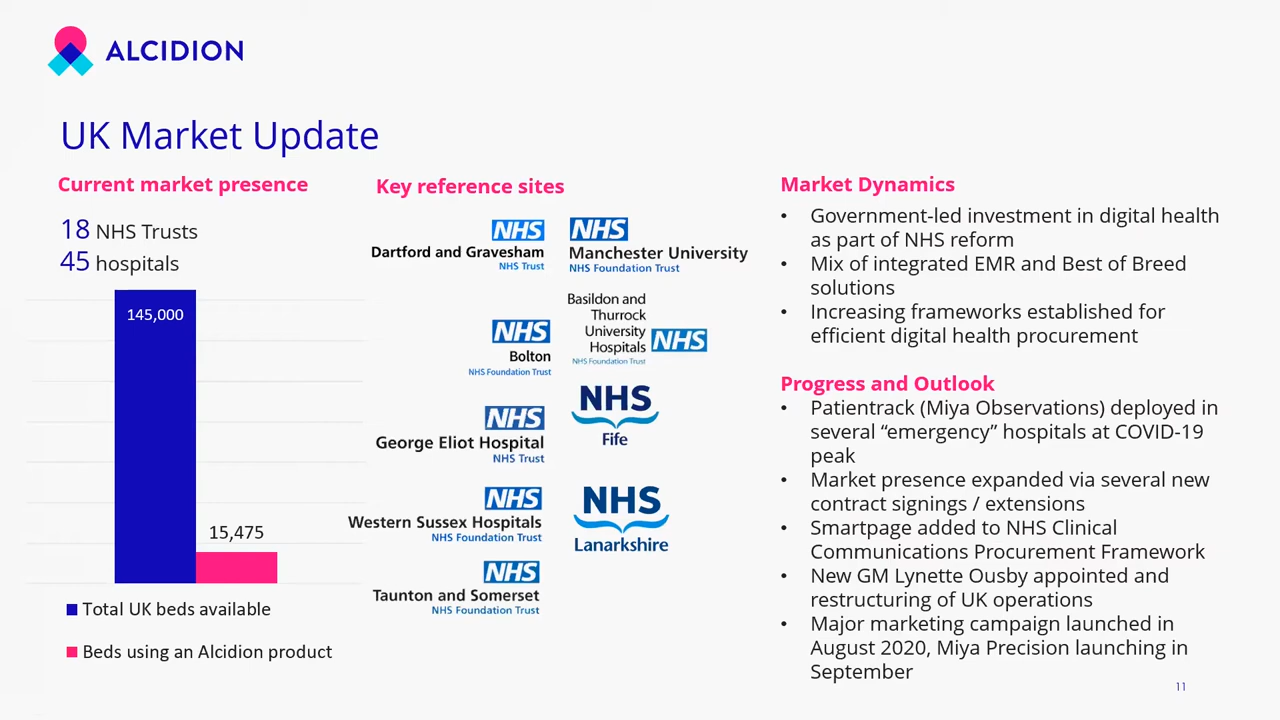 ALCIDION
UK Market Update
Current market presence
18 NHS Trusts
45 hospitals
145,000
15,475
Total UK beds available
Beds using an Alcidion product
Key reference sites
NHS
Dartford and Gravesham
NHS Trust
NHS
Manchester University
NHS Foundation Trust
NHS
Bolton
NHS Foundation Trust
Basildon and
Thurrock
University
Hospitals NHS
NHS Foundation Trust
NHS
George Eliot Hospital
NHS Trust
NHS
Fife
NHS
Western Sussex Hospitals
NHS Foundation Trust
NHS
Lanarkshire
NHS
Taunton and Somerset
NHS Foundation Trust
Market Dynamics
• Government-led investment in digital health
as part of NHS reform
• Mix of integrated EMR and Best of Breed
solutions
• Increasing frameworks established for
efficient digital health procurement
Progress and Outlook
• Patientrack (Miya Observations) deployed in
several “emergency” hospitals at COVID-19
peak
• Market presence expanded via several new
contract signings / extensions
• Smartpage added to NHS Clinical
Communications Procurement Framework
• New GM Lynette Ousby appointed and
restructuring of UK operations
• Major marketing campaign launched in
August 2020, Miya Precision launching in
September
11